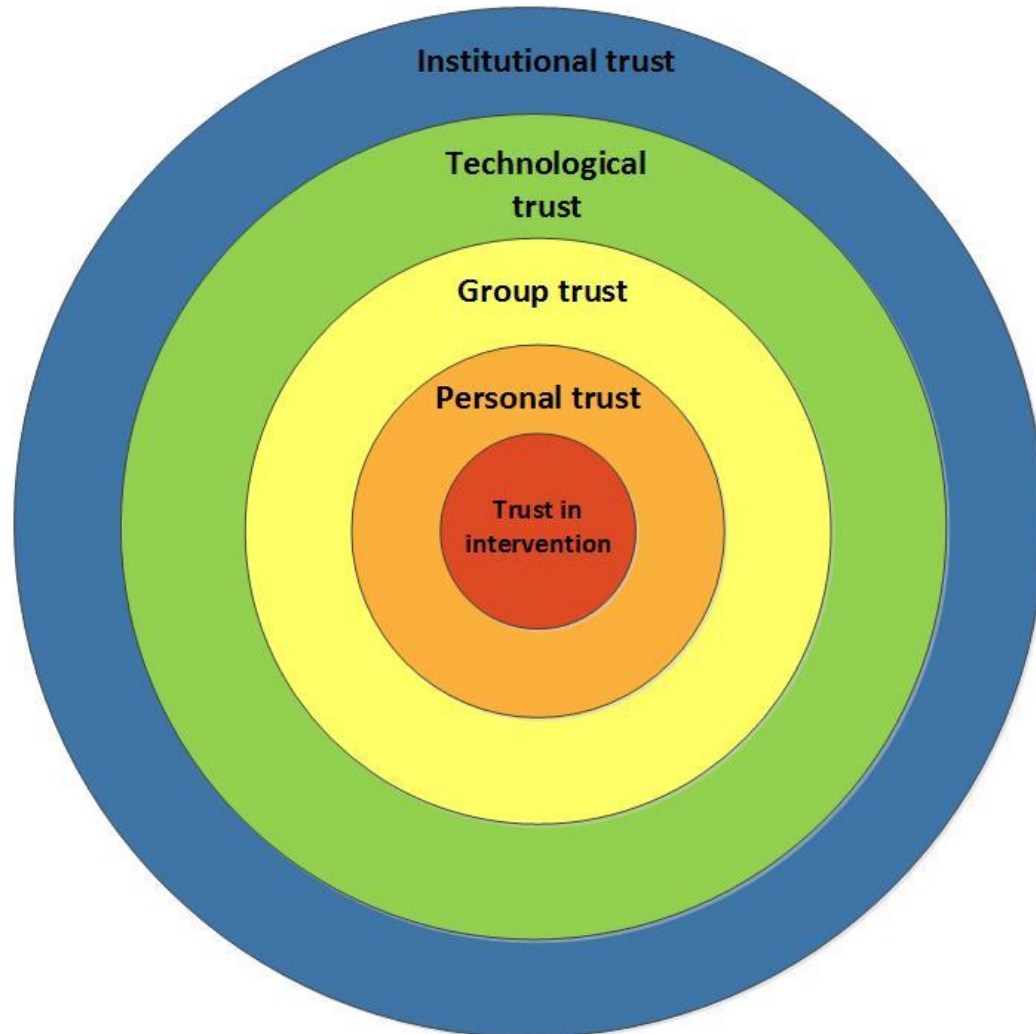 Institutional trust
Technological
trust
Group trust
Personal trust
Trust in
intervention